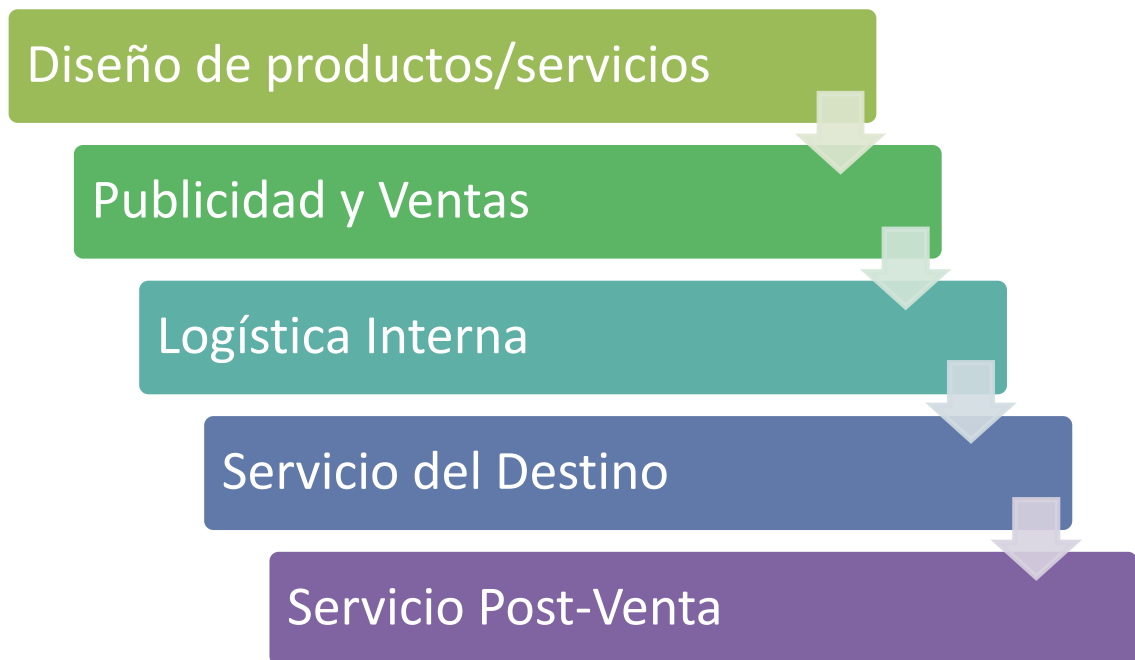 Diseño de productos/servicios
Publicidad y Ventas
Logística Interna
Servicio del Destino
Servicio Post-Venta